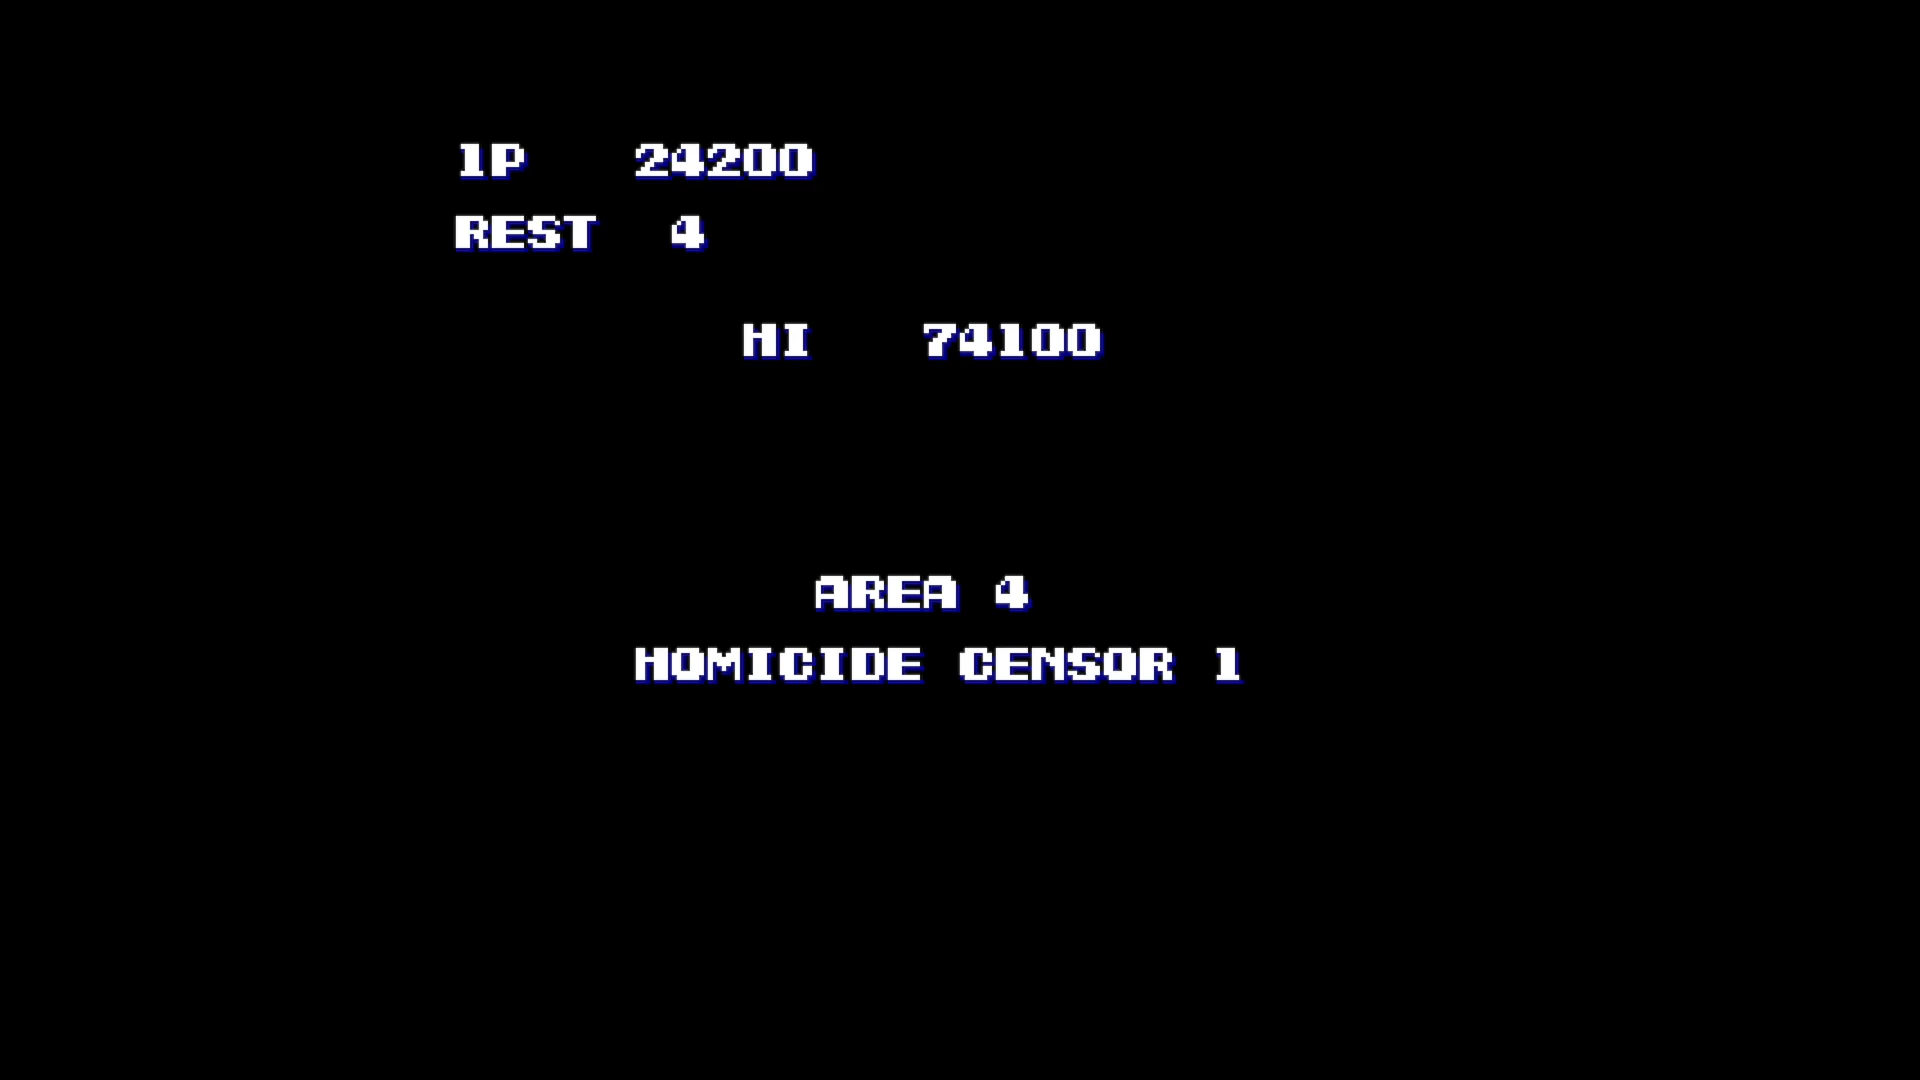 1P 24200
REST 4
HI 74100
AREA 4
HOMICIDE CENSOR 1